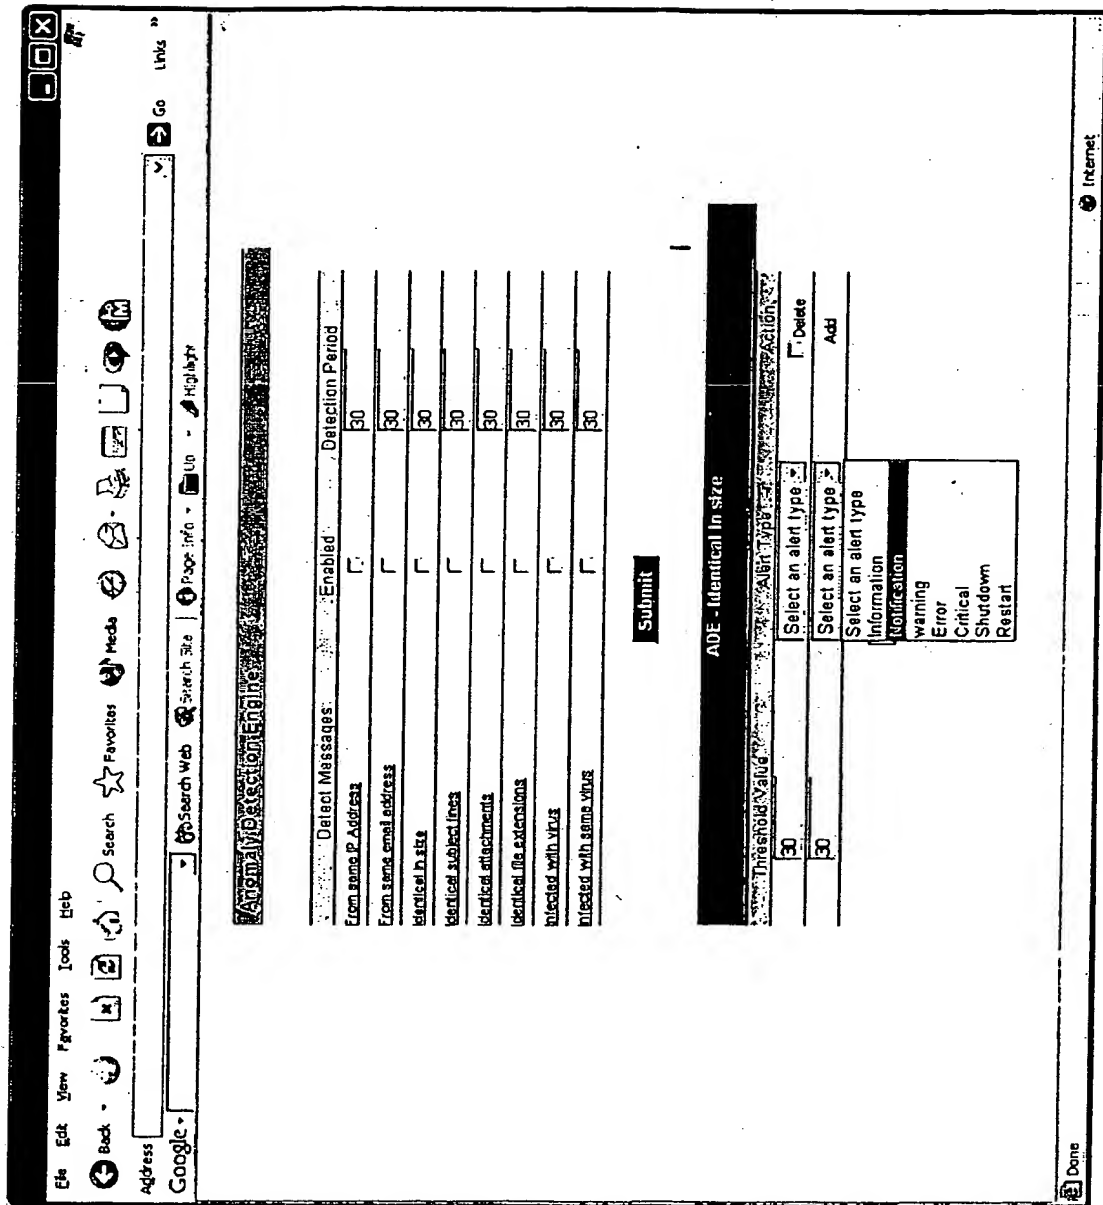 File Edit View Favorites Tools Help
Back Search Favorites Media
Address Go Links »
Google Search Web Search Site Page Info Up Highlight
Anomaly Detection Engine
Detect Messages Enabled Detection Period
From same IP Address 30
From same email address 30
Identical in size 30
Identical subject lines 30
Identical attachments 30
Identical file extensions 30
Infected with virus 30
Infected with same virus 30
Submit
ADE - Identical in size
Threshold Value Alert Type Action
30 Select an alert type Delete
30 Select an alert type Add
Select an alert type
Information
Notification
warning
Error
Critical
Shutdown
Restart
Done Internet